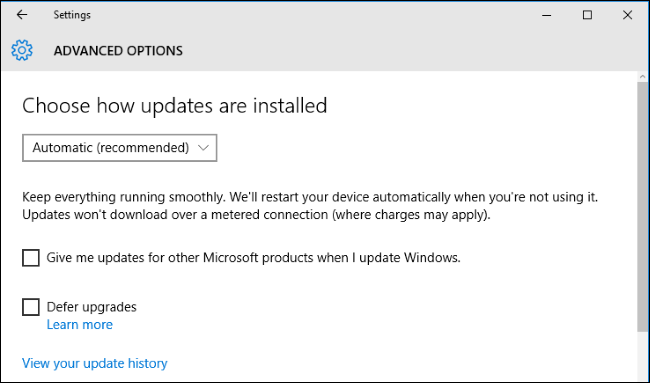 Settings
ADVANCED OPTIONS
Choose how updates are installed
Automatic (recommended)
Keep everything running smoothly. We'll restart your device automatically when you're not using it.
Updates won't download over a metered connection (where charges may apply).
Give me updates for other Microsoft products when I update Windows.
Defer upgrades
Learn more
View your update history